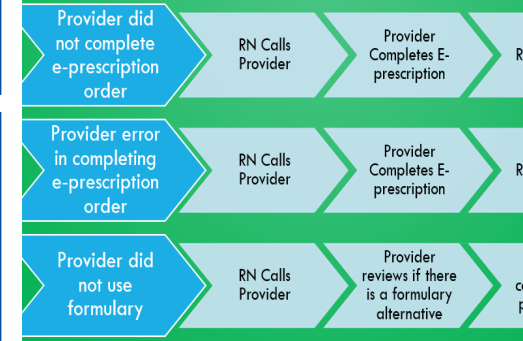 Provider did
not complete
e-prescription
order
RN Calls
Provider
Provider
Completes E-
prescription
Provider error
in completing
e-prescription
order
RN Calls
Provider
Provider
Completes E-
prescription
Provider did
not use
formulary
RN Calls
Provider
Provider
reviews if there
is a formulary
alternative